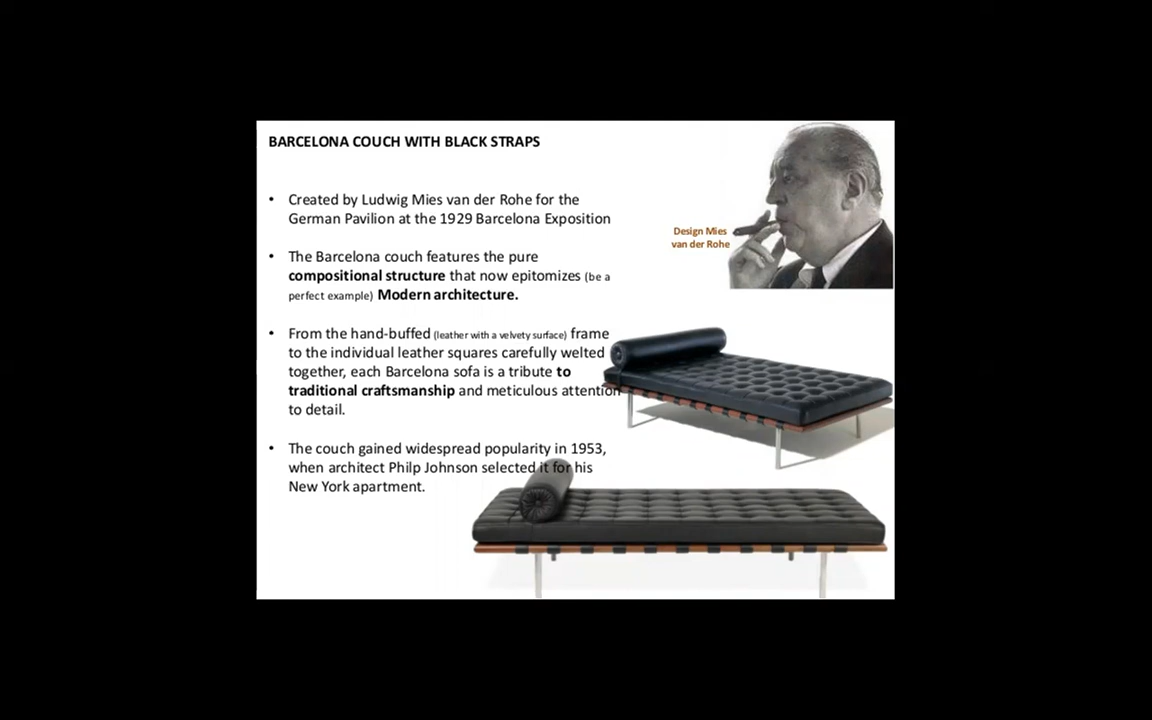 BARCELONA COUCH WITH BLACK STRAPS
• Created by Ludwig Mies van der Rohe for the
German Pavilion at the 1929 Barcelona Exposition
Design Mies
van der Rohe
• The Barcelona couch features the pure
compositional structure that now epitomizes (be a
perfect example) Modern architecture.
• From the hand-buffed (leather with a velvety surface) frame
to the individual leather squares carefully welted
together, each Barcelona sofa is a tribute to
traditional craftsmanship and meticulous attention
to detail.
• The couch gained widespread popularity in 1953,
when architect Philp Johnson selected it for his
New York apartment.